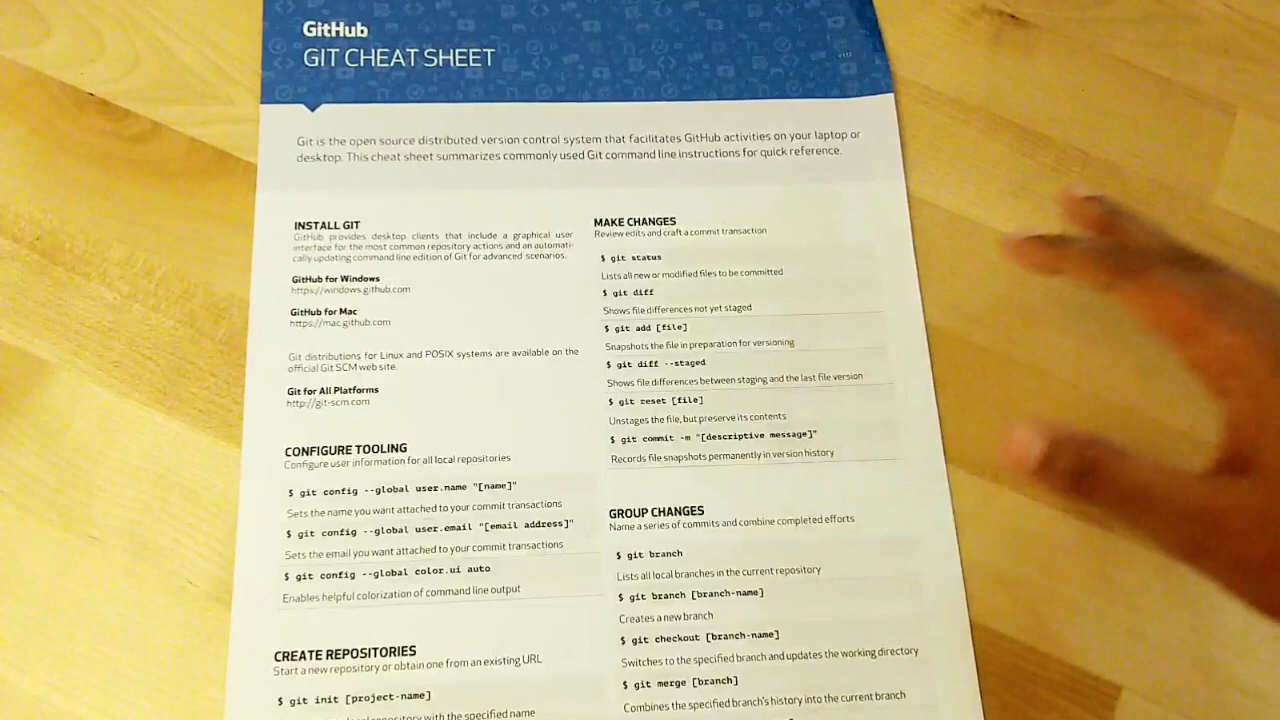 GitHub
GIT CHEAT SHEET
Git is the open source distributed version control system that facilitates GitHub activities on your laptop or
desktop. This cheat sheet summarizes commonly used Git command line instructions for quick reference.
INSTALL GIT
GitHub provides desktop clients that include a graphical user
interface for the most common repository actions and an automati-
cally updating command line edition of Git for advanced scenarios.
GitHub for Windows
https://windows.github.com
GitHub for Mac
https://mac.github.com
Git distributions for Linux and POSIX systems are available on the
official Git SCM web site.
Git for All Platforms
http://git-scm.com
CONFIGURE TOOLING
Configure user information for all local repositories
$ git config --global user.name "[name]"
Sets the name you want attached to your commit transactions
$ git config --global user.email "[email address]"
Sets the email you want attached to your commit transactions
$ git config --global color.ui auto
Enables helpful colorization of command line output
CREATE REPOSITORIES
Start a new repository or obtain one from an existing URL
$ git init [project-name]
repository with the specified name
MAKE CHANGES
Review edits and craft a commit transaction
$ git status
Lists all new or modified files to be committed
$ git diff
Shows file differences not yet staged
$ git add [file]
Snapshots the file in preparation for versioning
$ git diff --staged
Shows file differences between staging and the last file version
$ git reset [file]
Unstages the file, but preserve its contents
$ git commit -m "[descriptive message]"
Records file snapshots permanently in version history
GROUP CHANGES
Name a series of commits and combine completed efforts
$ git branch
Lists all local branches in the current repository
$ git branch [branch-name]
Creates a new branch
$ git checkout [branch-name]
Switches to the specified branch and updates the working directory
$ git merge [branch]
Combines the specified branch's history into the current branch